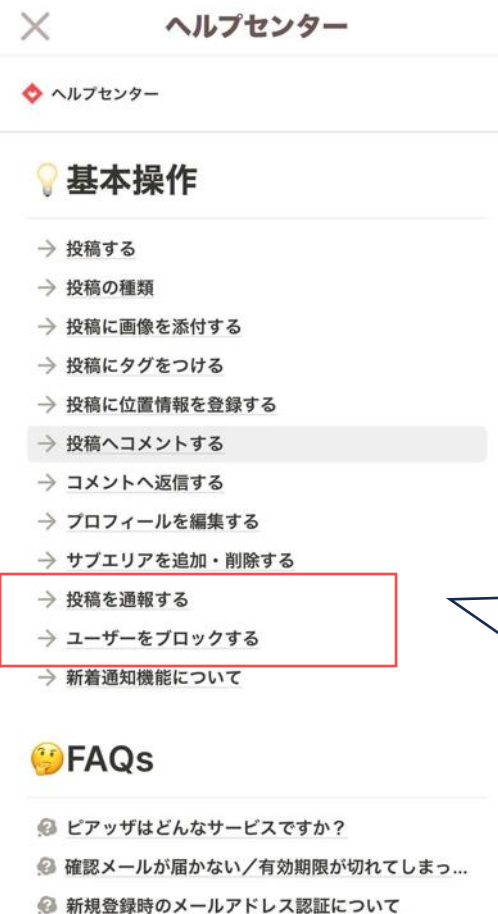 ヘルプセンター
ヘルプセンター
基本操作
投稿する
投稿の種類
投稿に画像を添付する
投稿にタグをつける
投稿に位置情報を登録する
投稿へコメントする
コメントへ返信する
プロフィールを編集する
サブエリアを追加・削除する
投稿を通報する
ユーザーをブロックする
新着通知機能について
FAQs
ピアッザはどんなサービスですか？
確認メールが届かない／有効期限が切れてしまっ...
新規登録時のメールアドレス認証について